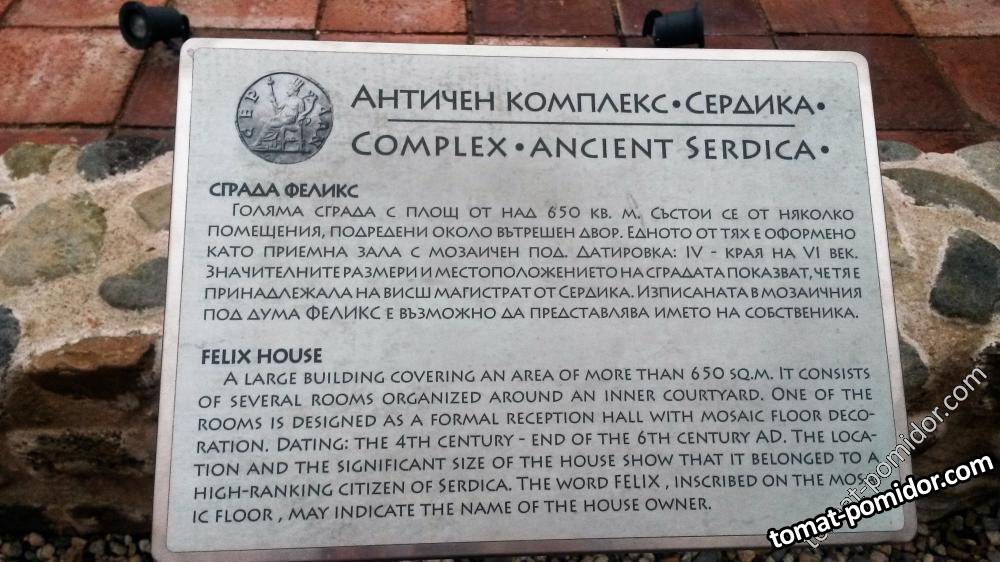 АНТИЧЕН КОМПЛЕКС•СЕРДИКА•
COMPLEX•ANCIENT SERDICA•
СГРАДА ФЕЛИКС
ГОЛЯМА СГРАДА С ПЛОЩ ОТ НАД 650 КВ. М. СЪСТОИ СЕ ОТ НЯКОЛКО
ПОМЕЩЕНИЯ, ПОДРЕДЕНИ ОКОЛО ВЪТРЕШЕН ДВОР. ЕДНОТО ОТ ТЯХ Е ОФОРМЕНО
КАТО ПРИЕМНА ЗАЛА С МОЗАИЧЕН ПОД. ДАТИРОВКА: IV - КРАЯ НА VI ВЕК.
ЗНАЧИТЕЛНИТЕ РАЗМЕРИ И МЕСТОПОЛОЖЕНИЕТО НА СГРАДАТА ПОКАЗВАТ, ЧЕ ТЯ Е
ПРИНАДЛЕЖАЛА НА ВИСШ МАГИСТРАТ ОТ СЕРДИКА. ИЗПИСАНАТА В МОЗАИЧНИЯ
ПОД ДУМА ФЕЛИКС Е ВЪЗМОЖНО ДА ПРЕДСТАВЛЯВА ИМЕТО НА СОБСТВЕНИКА.
FELIX HOUSE
A LARGE BUILDING COVERING AN AREA OF MORE THAN 650 SQ.M. IT CONSISTS
OF SEVERAL ROOMS ORGANIZED AROUND AN INNER COURTYARD. ONE OF THE
ROOMS IS DESIGNED AS A FORMAL RECEPTION HALL WITH MOSAIC FLOOR DECO-
RATION. DATING: THE 4TH CENTURY - END OF THE 6TH CENTURY AD. THE LOCA-
TION AND THE SIGNIFICANT SIZE OF THE HOUSE SHOW THAT IT BELONGED TO A
HIGH-RANKING CITIZEN OF SERDICA. THE WORD FELIX , INSCRIBED ON THE MOS
IC FLOOR , MAY INDICATE THE NAME OF THE HOUSE OWNER.
tomat-pomidor.com
tomat-pomidor.com